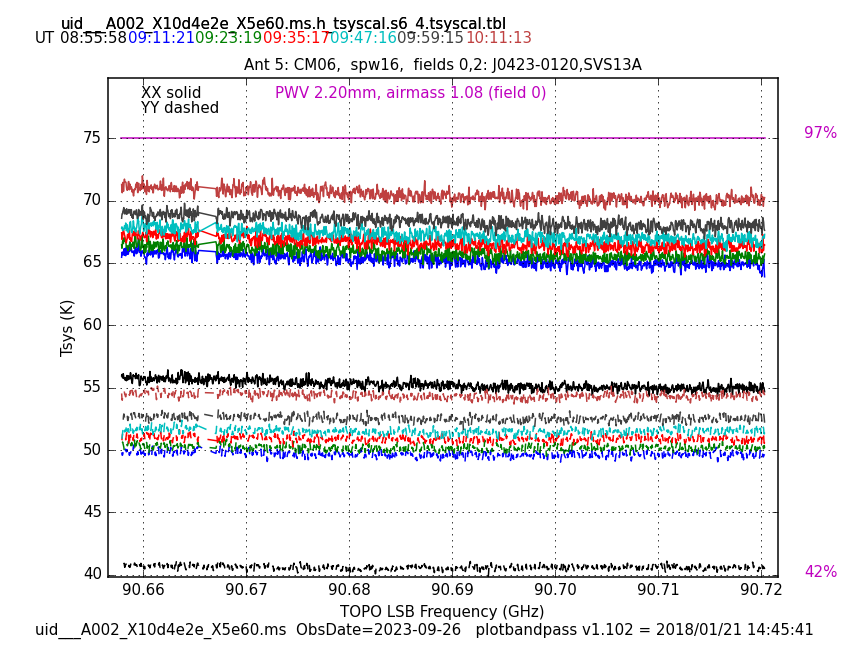 uid___A002_X10d4e2e_X5e60.ms.h_tsyscal.s6_4.tsyscal.tbl
UT 08:55:58 09:11:21 09:23:19 09:35:17 09:47:16 09:59:15 10:11:13
Ant 5: CM06,  spw16,  fields 0,2: J0423-0120,SVS13A
XX solid
YY dashed
PWV 2.20mm, airmass 1.08 (field 0)
97%
75
70
65
60
55
50
45
40
Tsys (K)
42%
90.66 90.67 90.68 90.69 90.70 90.71 90.72
TOPO LSB Frequency (GHz)
uid___A002_X10d4e2e_X5e60.ms  ObsDate=2023-09-26   plotbandpass v1.102 = 2018/01/21 14:45:41